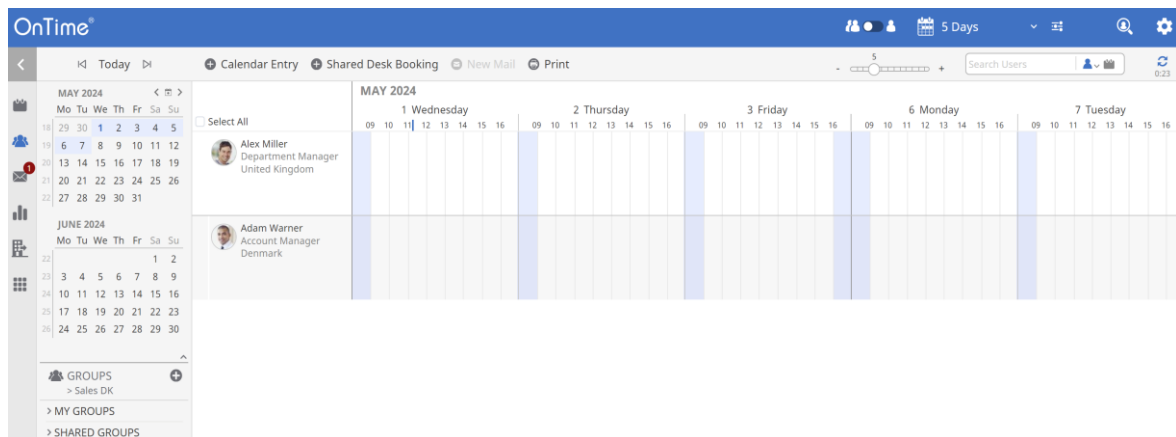 OnTime®
5 Days
Today
Calendar Entry
Shared Desk Booking
New Mail
Print
- 5 +
Search Users
0:23
MAY 2024
Mo Tu We Th Fr Sa Su
18 29 30 1 2 3 4 5
19 6 7 8 9 10 11 12
20 13 14 15 16 17 18 19
21 20 21 22 23 24 25 26
22 27 28 29 30 31
JUNE 2024
Mo Tu We Th Fr Sa Su
22 1 2
23 3 4 5 6 7 8 9
24 10 11 12 13 14 15 16
25 17 18 19 20 21 22 23
26 24 25 26 27 28 29 30
1
GROUPS
> Sales DK
> MY GROUPS
> SHARED GROUPS
MAY 2024
1 Wednesday 2 Thursday 3 Friday 6 Monday 7 Tuesday
Select All
09 10 11 12 13 14 15 16 09 10 11 12 13 14 15 16 09 10 11 12 13 14 15 16 09 10 11 12 13 14 15 16 09 10 11 12 13 14 15 16
Alex Miller
Department Manager
United Kingdom
Adam Warner
Account Manager
Denmark